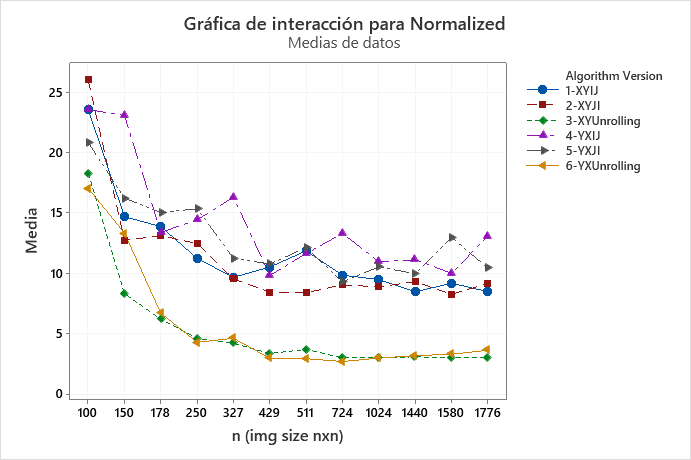 Gráfica de interacción para Normalized
Medias de datos
Media
25
20
15
10
5
0
100 150 178 250 327 429 511 724 1024 1440 1580 1776
n (img size nxn)
Algorithm Version
1-XYIJ
2-XYJI
3-XYUnrolling
4-YXIJ
5-YXJI
6-YXUnrolling